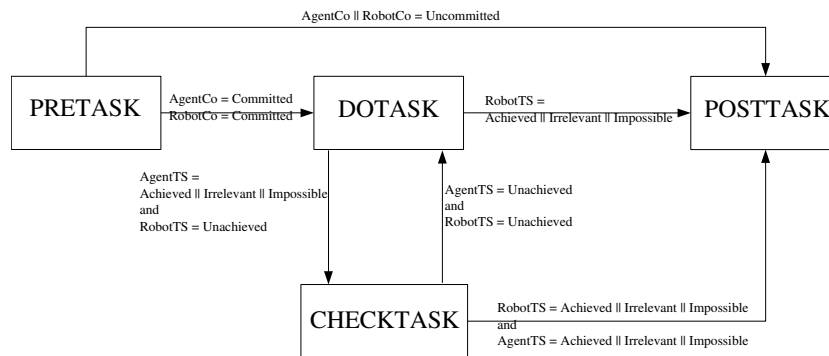 AgentCo || RobotCo = Uncommitted
PRETASK
AgentCo = Committed
RobotCo = Committed
DOTASK
RobotTS =
Achieved || Irrelevant || Impossible
POSTTASK
AgentTS =
Achieved || Irrelevant || Impossible
and
RobotTS = Unachieved
AgentTS = Unachieved
and
RobotTS = Unachieved
CHECKTASK
RobotTS = Achieved || Irrelevant || Impossible
and
AgentTS = Achieved || Irrelevant || Impossible